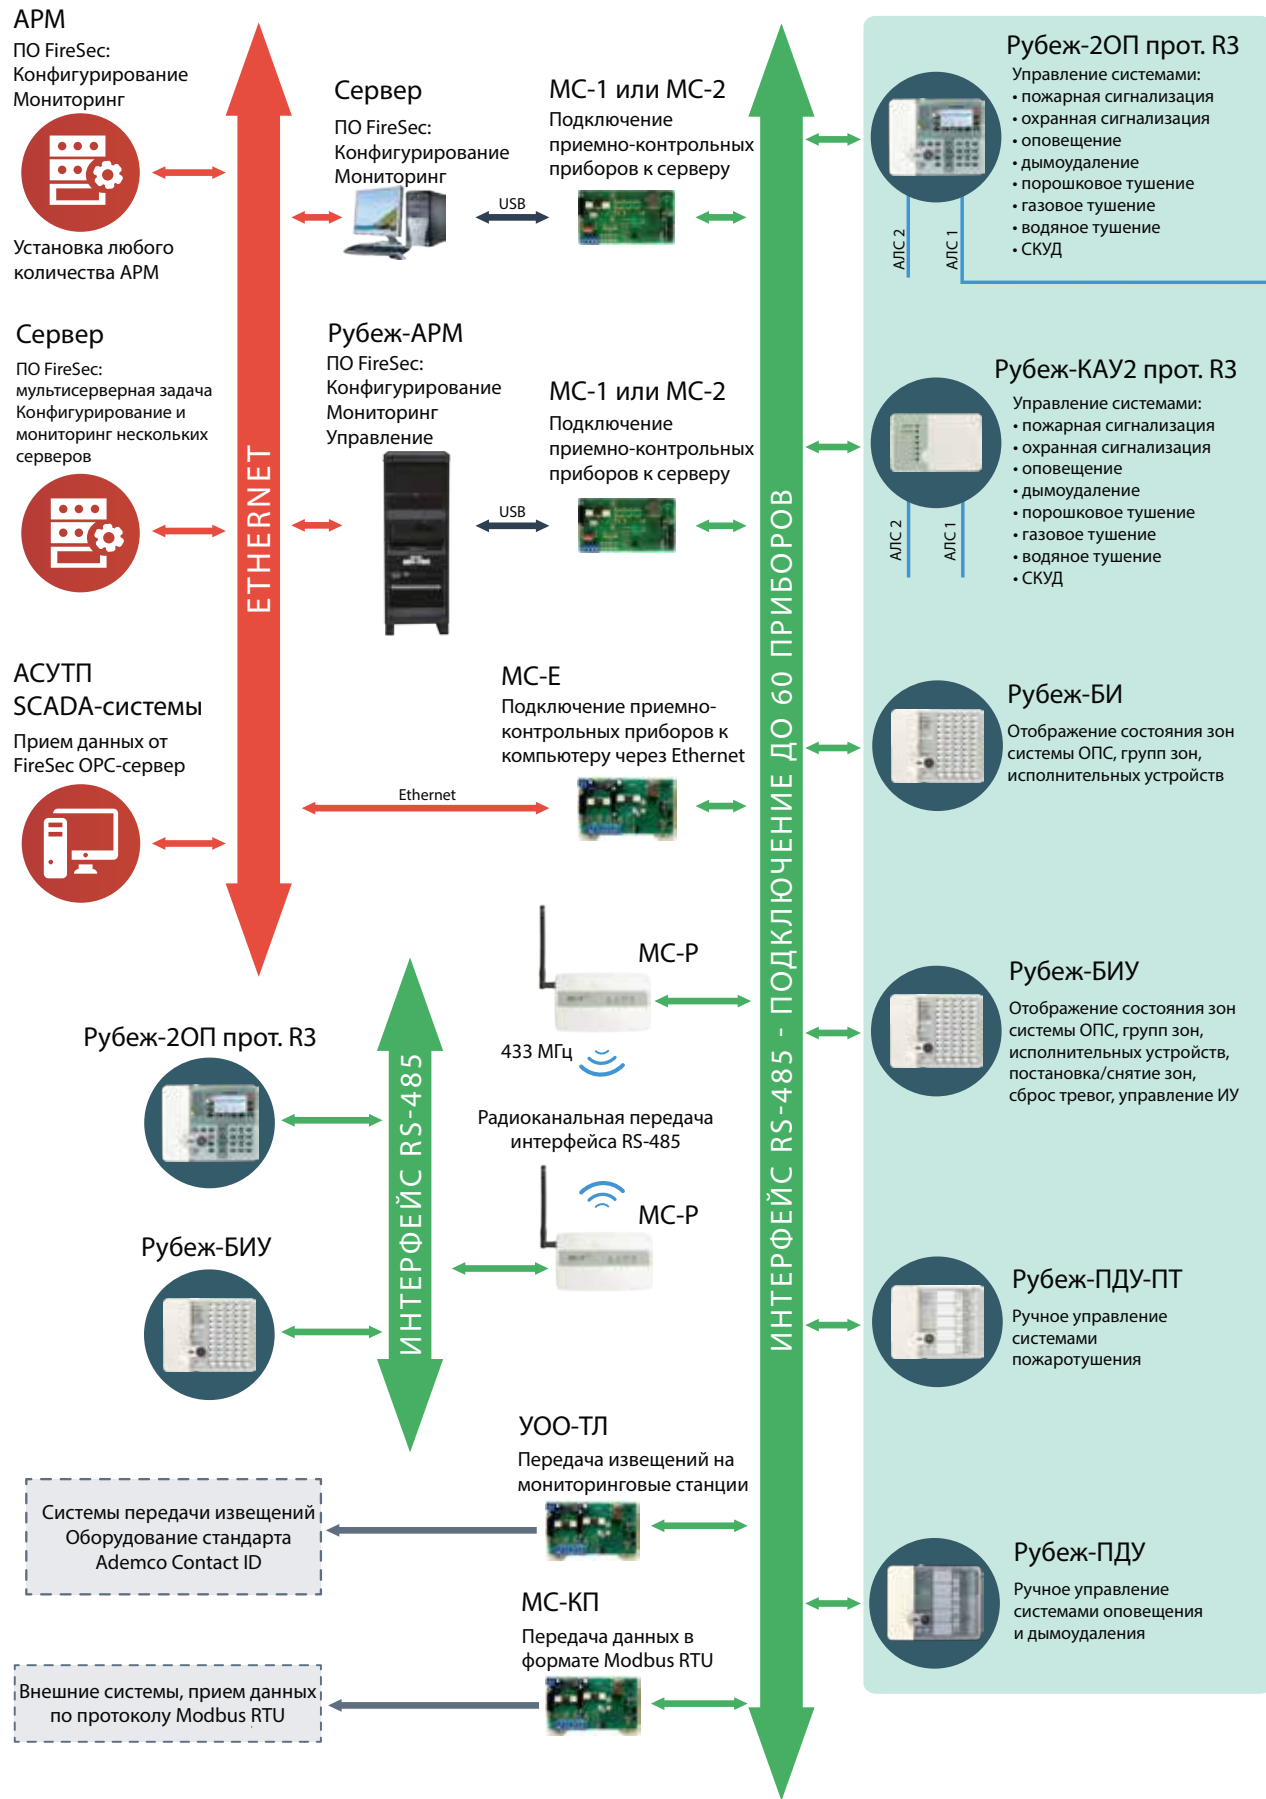 АРМ
ПО FireSec:
Конфигурирование
Мониторинг
Установка любого
количества АРМ
Сервер
ПО FireSec:
мультисерверная задача
Конфигурирование и
мониторинг нескольких
серверов
АСУТП
SCADA-системы
Прием данных от
FireSec OPC-сервер
ETHERNET
Сервер
ПО FireSec:
Конфигурирование
Мониторинг
USB
МС-1 или МС-2
Подключение
приемно-контрольных
приборов к серверу
Рубеж-АРМ
ПО FireSec:
Конфигурирование
Мониторинг
Управление
USB
МС-1 или МС-2
Подключение
приемно-контрольных
приборов к серверу
МС-Е
Подключение приемно-
контрольных приборов к
компьютеру через Ethernet
Ethernet
МС-Р
433 МГц
Радиоканальная передача
интерфейса RS-485
МС-Р
Рубеж-2ОП прот. R3
Рубеж-БИУ
ИНТЕРФЕЙС RS-485
УОО-ТЛ
Передача извещений на
мониторинговые станции
Системы передачи извещений
Оборудование стандарта
Ademco Contact ID
МС-КП
Передача данных в
формате Modbus RTU
Внешние системы, прием данных
по протоколу Modbus RTU
ИНТЕРФЕЙС RS-485 - ПОДКЛЮЧЕНИЕ ДО 60 ПРИБОРОВ
Рубеж-2ОП прот. R3
Управление системами:
• пожарная сигнализация
• охранная сигнализация
• оповещение
• дымоудаление
• порошковое тушение
• газовое тушение
• водяное тушение
• СКУД
АЛС 2
АЛС 1
Рубеж-КАУ2 прот. R3
Управление системами:
• пожарная сигнализация
• охранная сигнализация
• оповещение
• дымоудаление
• порошковое тушение
• газовое тушение
• водяное тушение
• СКУД
АЛС 2
АЛС 1
Рубеж-БИ
Отображение состояния зон
системы ОПС, групп зон,
исполнительных устройств
Рубеж-БИУ
Отображение состояния зон
системы ОПС, групп зон,
исполнительных устройств,
постановка/снятие зон,
сброс тревог, управление ИУ
Рубеж-ПДУ-ПТ
Ручное управление
системами
пожаротушения
Рубеж-ПДУ
Ручное управление
системами оповещения
и дымоудаления